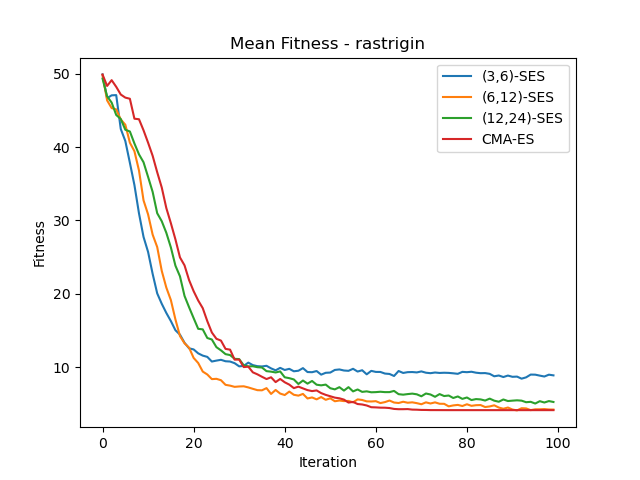 Mean Fitness - rastrigin
(3,6)-SES
(6,12)-SES
(12,24)-SES
CMA-ES
Fitness
50
40
30
20
10
0 20 40 60 80 100
Iteration